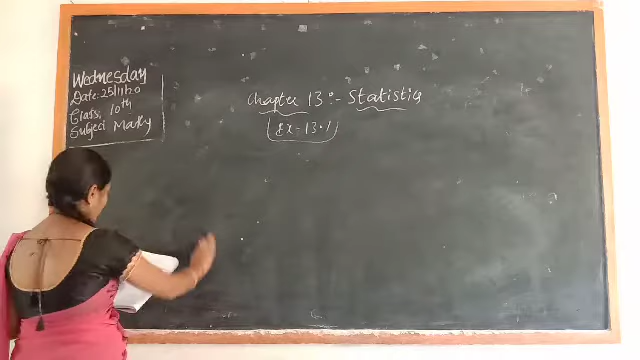 Wednesday
Date: 25/11/20
Class: 10th
Subject Maths
Chapter 13:- Statistics
Ex-13.1